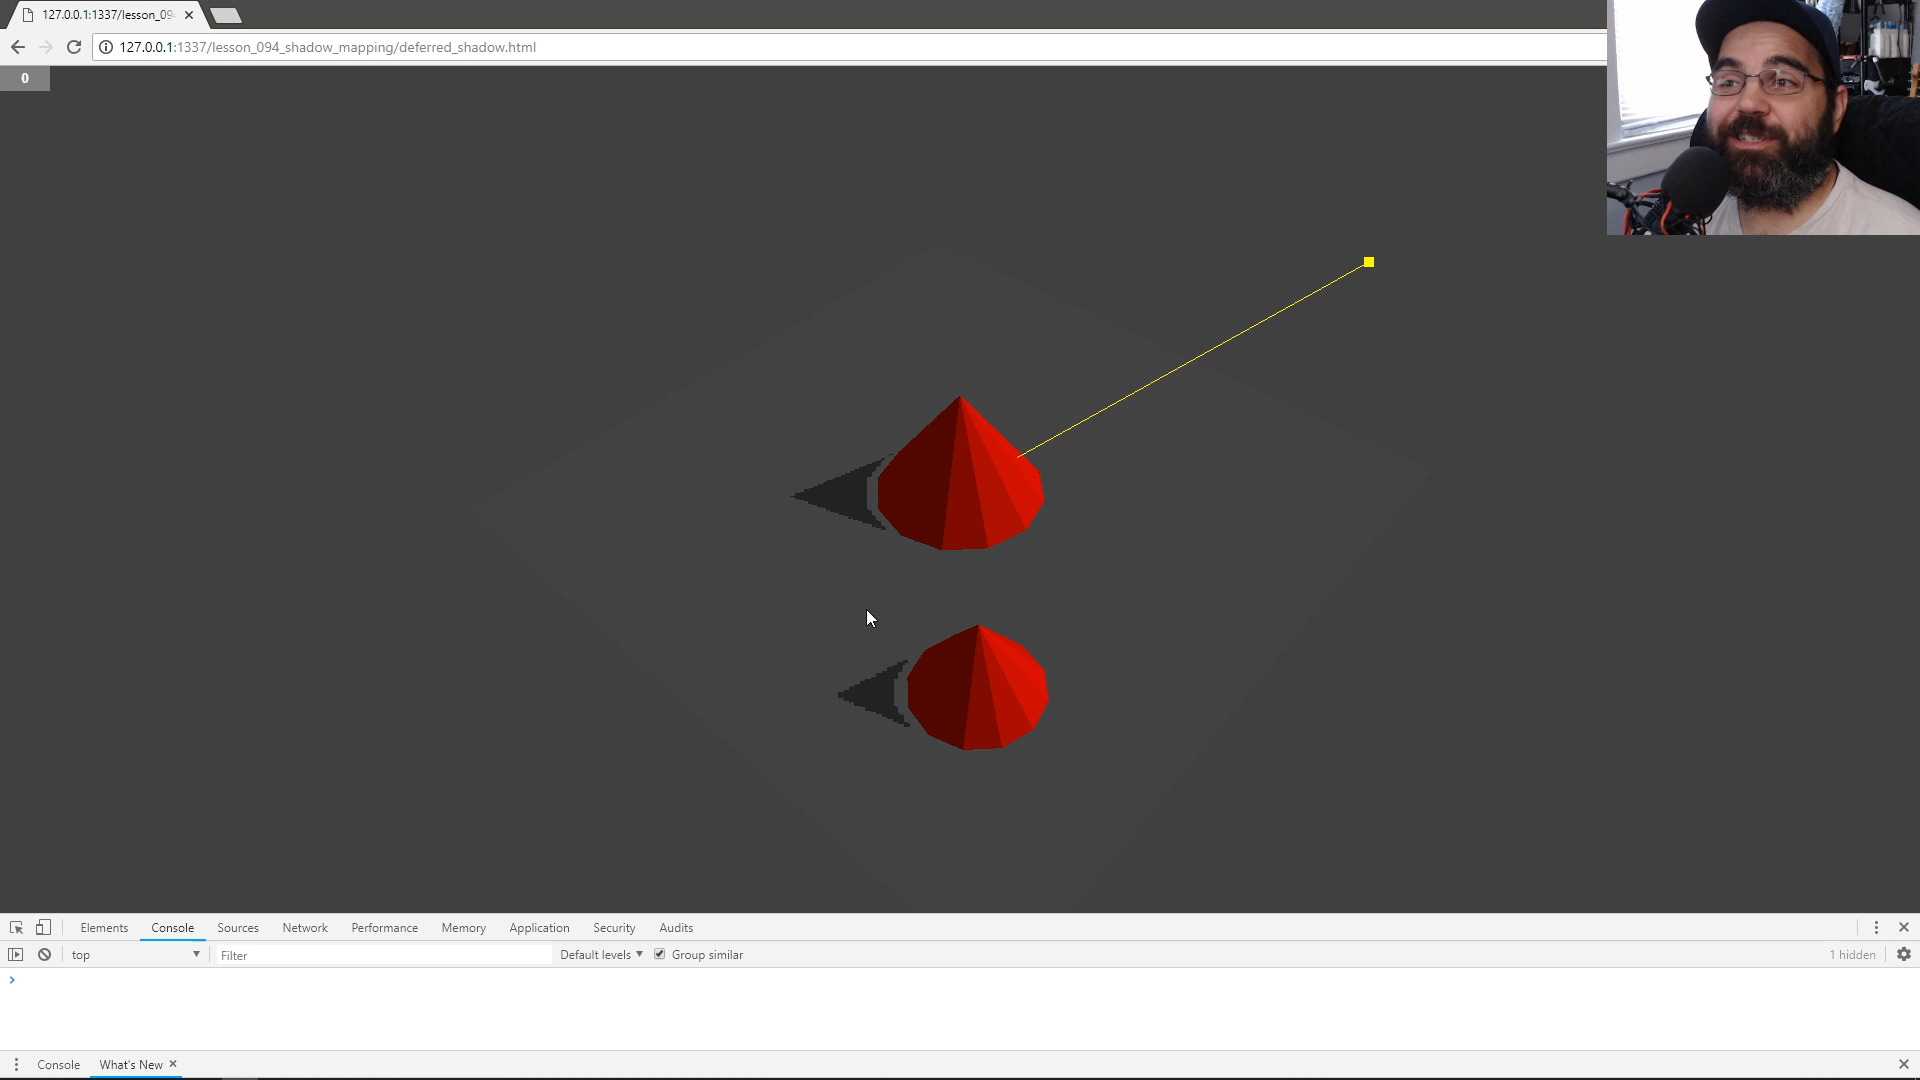 127.0.0.1:1337/lesson_09
127.0.0.1:1337/lesson_094_shadow_mapping/deferred_shadow.html
0
Elements Console Sources Network Performance Memory Application Security Audits
top Filter Default levels Group similar 1 hidden
Console What's New